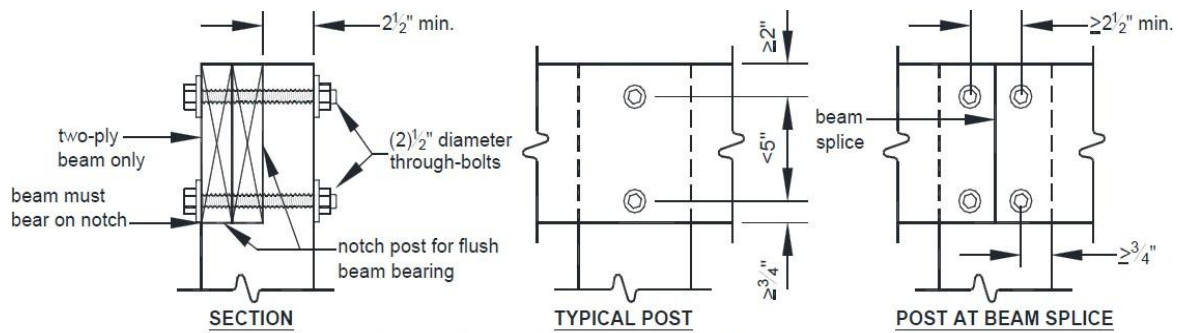 2½" min.
two-ply
beam only
(2)½" diameter
through-bolts
beam must
bear on notch
notch post for flush
beam bearing
SECTION
≥2"
<5"
≥¾"
TYPICAL POST
≥2½" min.
beam
splice
≥¾"
POST AT BEAM SPLICE